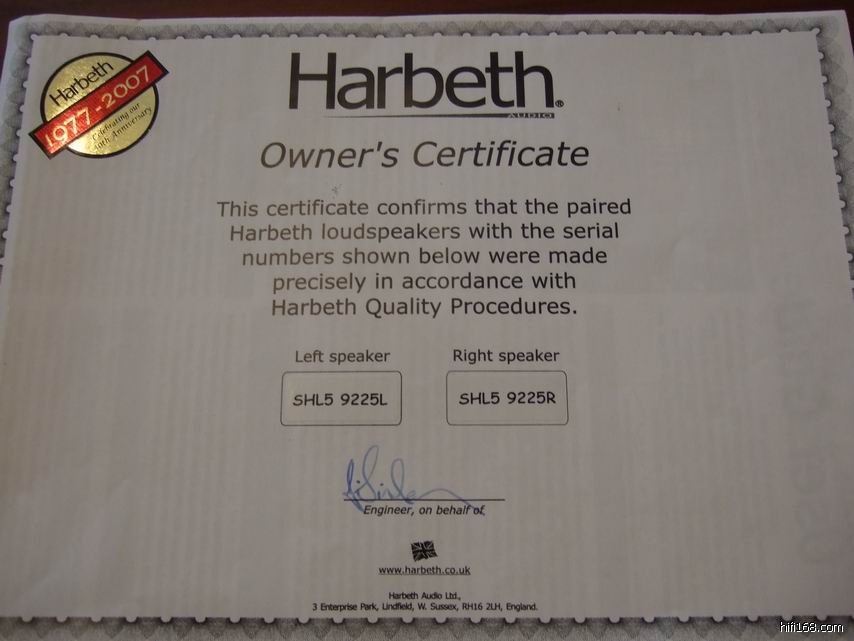 Harbeth
1977-2007
Celebrating our
30th Anniversary
Harbeth®
AUDIO
Owner's Certificate
This certificate confirms that the paired
Harbeth loudspeakers with the serial
numbers shown below were made
precisely in accordance with
Harbeth Quality Procedures.
Left speaker Right speaker
SHL5 9225L SHL5 9225R
Engineer, on behalf of,
www.harbeth.co.uk
Harbeth Audio Ltd.,
3 Enterprise Park, Lindfield, W. Sussex, RH16 2LH, England.
hifi168.com